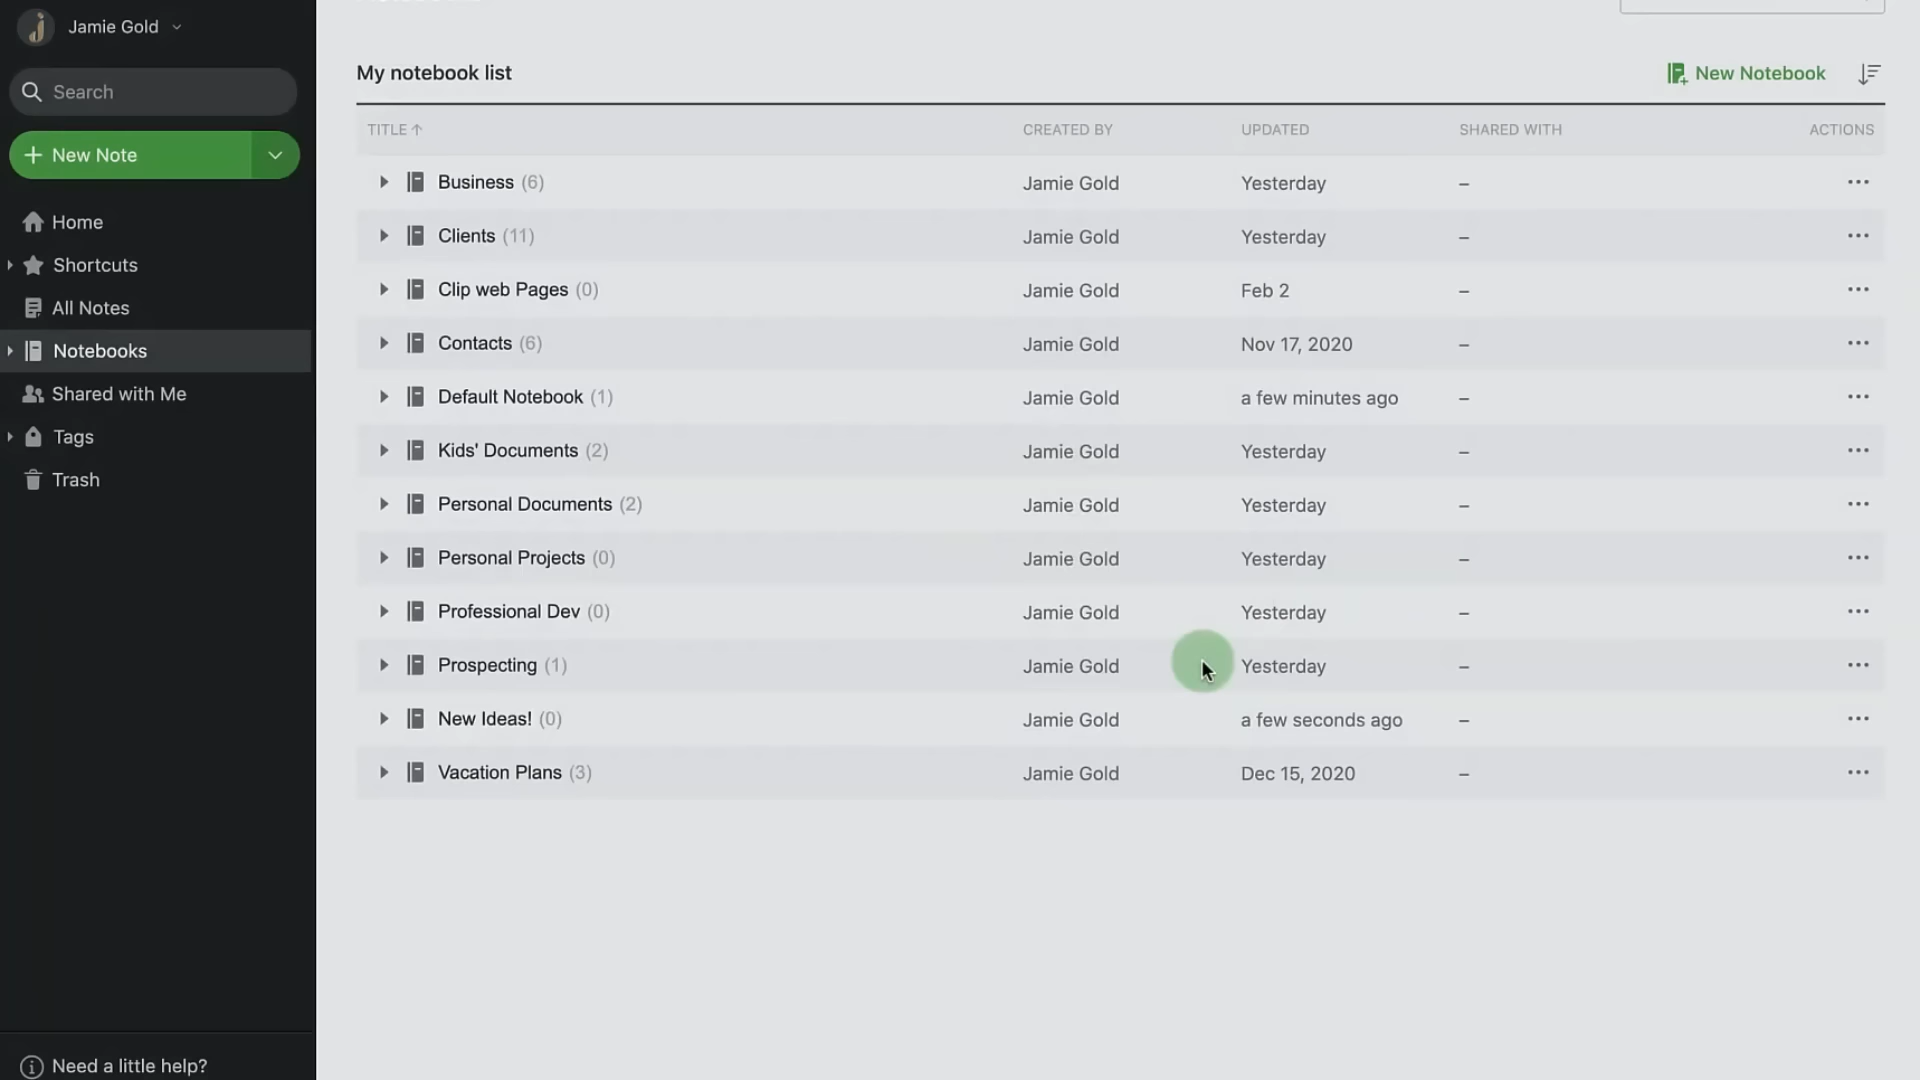 Jamie Gold
Search
New Note
Home
Shortcuts
All Notes
Notebooks
Shared with Me
Tags
Trash
Need a little help?
My notebook list
New Notebook
TITLE CREATED BY UPDATED SHARED WITH ACTIONS
Business (6) Jamie Gold Yesterday –
Clients (11) Jamie Gold Yesterday –
Clip web Pages (0) Jamie Gold Feb 2 –
Contacts (6) Jamie Gold Nov 17, 2020 –
Default Notebook (1) Jamie Gold a few minutes ago –
Kids' Documents (2) Jamie Gold Yesterday –
Personal Documents (2) Jamie Gold Yesterday –
Personal Projects (0) Jamie Gold Yesterday –
Professional Dev (0) Jamie Gold Yesterday –
Prospecting (1) Jamie Gold Yesterday –
New Ideas! (0) Jamie Gold a few seconds ago –
Vacation Plans (3) Jamie Gold Dec 15, 2020 –